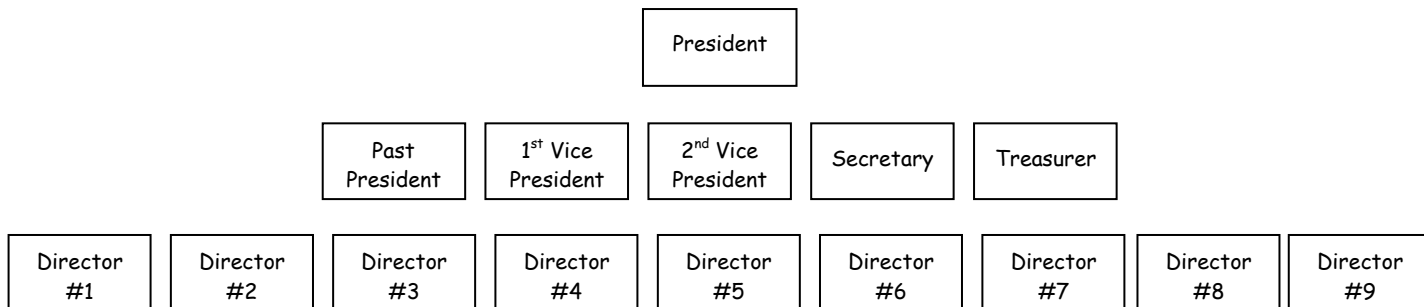 President
Past
President
1st Vice
President
2nd Vice
President
Secretary
Treasurer
Director
#1
Director
#2
Director
#3
Director
#4
Director
#5
Director
#6
Director
#7
Director
#8
Director
#9